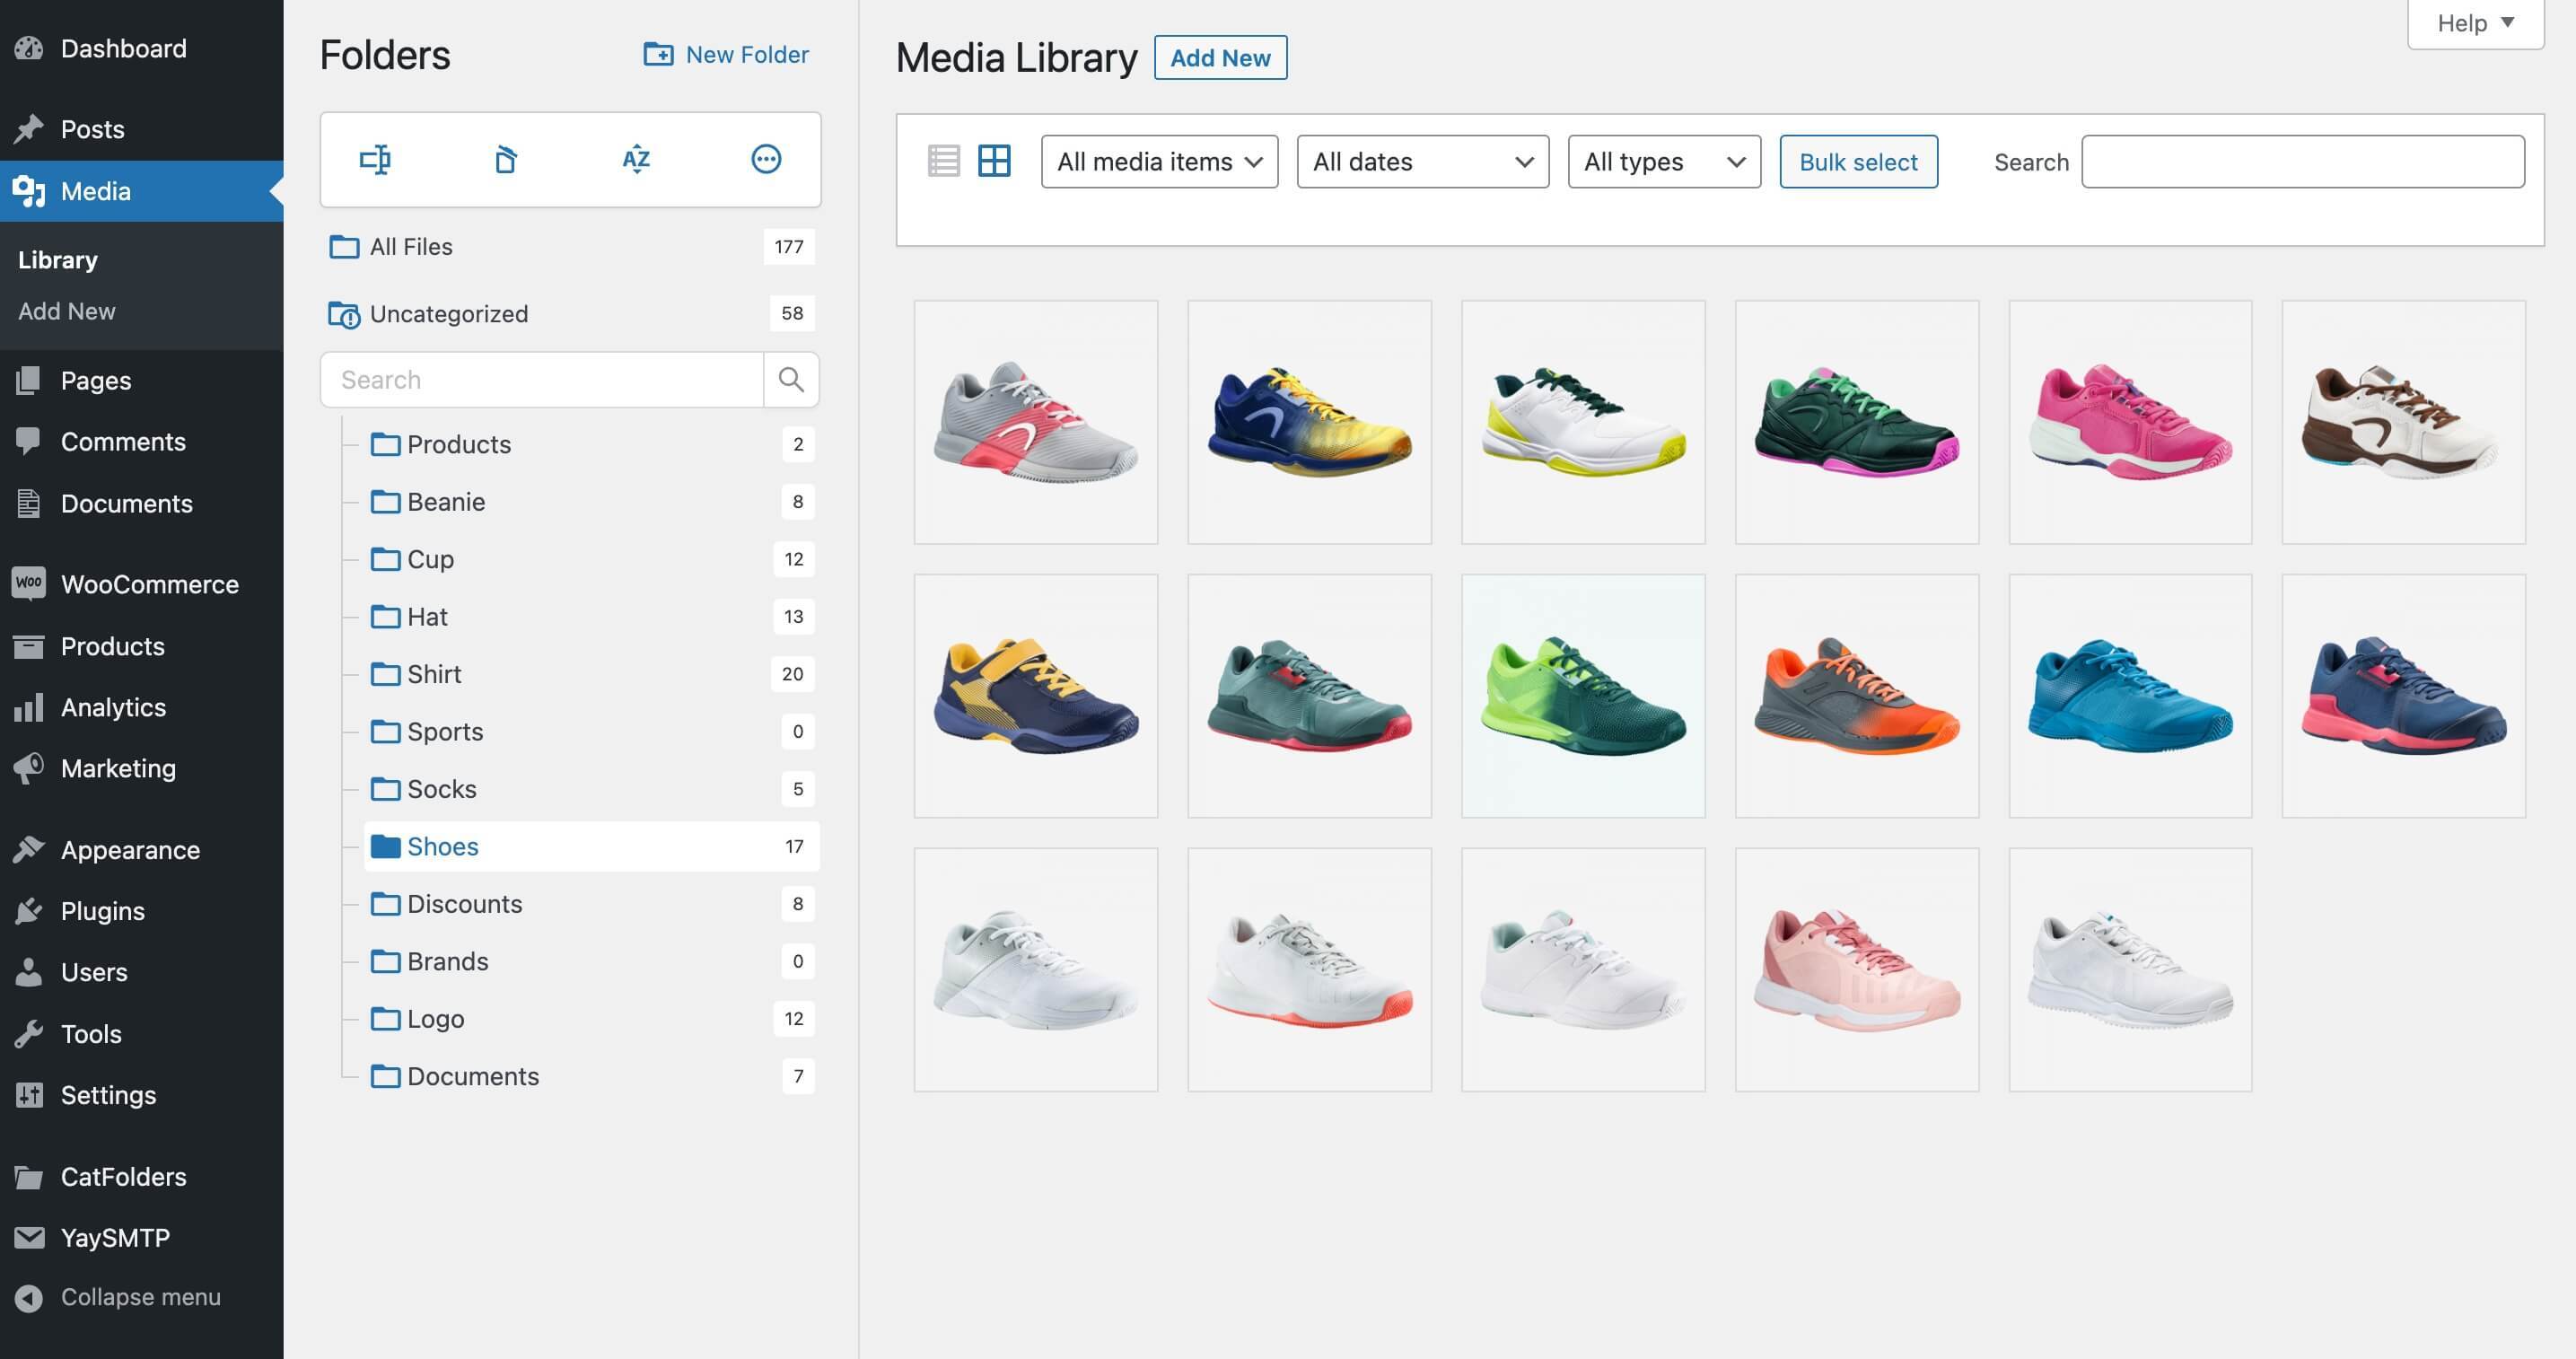 Dashboard
Posts
Media
Library
Add New
Pages
Comments
Documents
Woo WooCommerce
Products
Analytics
Marketing
Appearance
Plugins
Users
Tools
Settings
CatFolders
YaySMTP
Collapse menu
Folders
New Folder
AZ
All Files 177
Uncategorized 58
Search
Products 2
Beanie 8
Cup 12
Hat 13
Shirt 20
Sports 0
Socks 5
Shoes 17
Discounts 8
Brands 0
Logo 12
Documents 7
Help
Media Library Add New
All media items All dates All types Bulk select Search